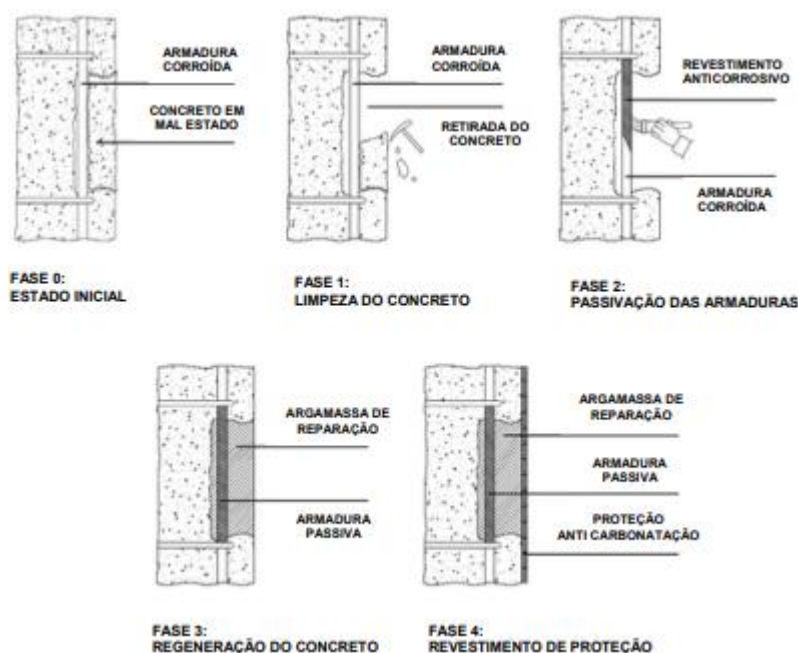 ARMADURA
CORROÍDA
CONCRETO EM
MAL ESTADO
FASE 0:
ESTADO INICIAL
ARMADURA
CORROÍDA
RETIRADA DO
CONCRETO
FASE 1:
LIMPEZA DO CONCRETO
REVESTIMENTO
ANTICORROSIVO
ARMADURA
CORROÍDA
FASE 2:
PASSIVAÇÃO DAS ARMADURAS
ARGAMASSA DE
REPARAÇÃO
ARMADURA
PASSIVA
FASE 3:
REGENERAÇÃO DO CONCRETO
ARGAMASSA DE
REPARAÇÃO
ARMADURA
PASSIVA
PROTEÇÃO
ANTI CARBONATAÇÃO
FASE 4:
REVESTIMENTO DE PROTEÇÃO